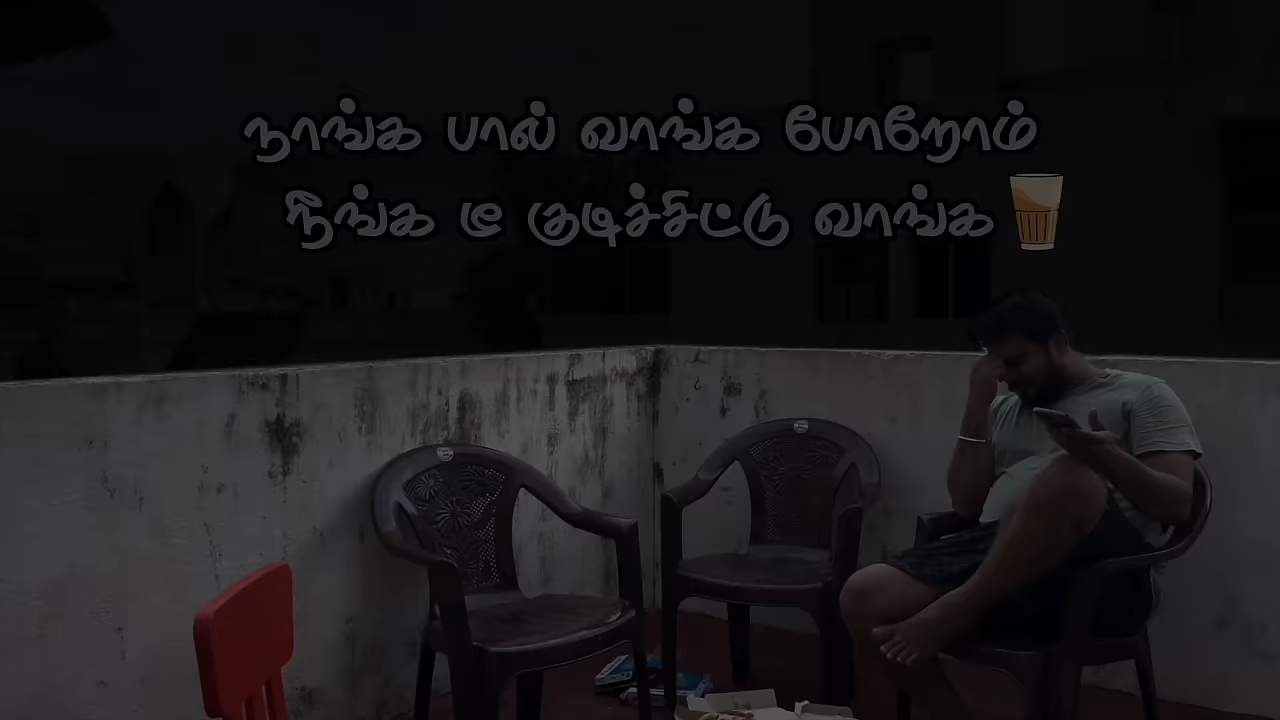 நாங்க பால் வாங்க போறோம்
நீங்க டீ குடிச்சிட்டு வாங்க